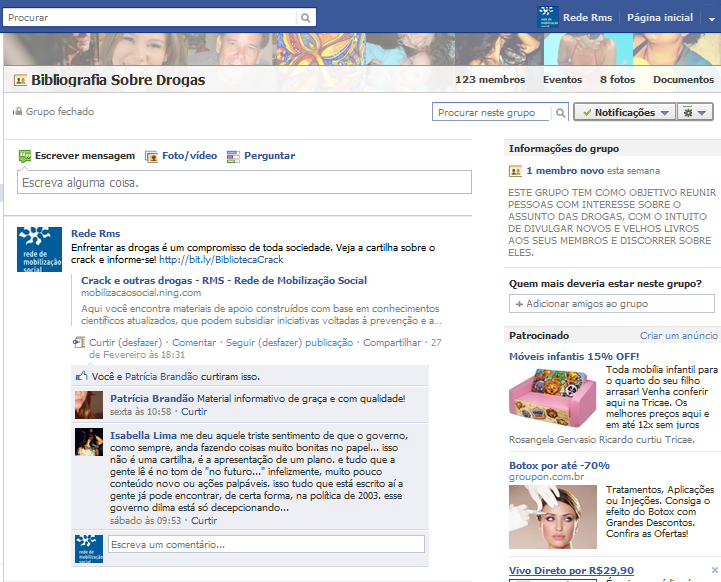 Procurar
rede de mobilização social
Rede Rms
Página inicial
Bibliografia Sobre Drogas
123 membros
Eventos
8 fotos
Documentos
Grupo fechado
Procurar neste grupo
Notificações
Escrever mensagem
Foto/vídeo
Perguntar
Escreva alguma coisa.
rede de
mobilização
social
Rede Rms
Enfrentar as drogas é um compromisso de toda sociedade. Veja a cartilha sobre o
crack e informe-se! http://bit.ly/BibliotecaCrack
Crack e outras drogas - RMS - Rede de Mobilização Social
mobilizacaosocial.ning.com
Aqui você encontra materiais de apoio construídos com base em conhecimentos
científicos atualizados, que podem subsidiar iniciativas voltadas à prevenção e a...
Curtir (desfazer) · Comentar · Seguir (desfazer) publicação · Compartilhar · 27
de Fevereiro às 18:31
Você e Patrícia Brandão curtiram isso.
Patrícia Brandão Material informativo de graça e com qualidade!
sexta às 10:58 · Curtir
Isabella Lima me deu aquele triste sentimento de que o governo,
como sempre, anda fazendo coisas muito bonitas no papel... isso
não é uma cartilha, é a apresentação de um plano. e tudo que a
gente lê é no tom de "no futuro..." infelizmente, muito pouco
conteúdo novo ou ações palpáveis. isso tudo que está escrito aí a
gente já pode encontrar, de certa forma, na política de 2003. esse
governo dilma está só decepcionando...
sábado às 09:53 · Curtir
rede de
mobilização
social
Escreva um comentário...
Informações do grupo
1 membro novo esta semana
ESTE GRUPO TEM COMO OBJETIVO REUNIR
PESSOAS COM INTERESSE SOBRE O
ASSUNTO DAS DROGAS, COM O INTUITO
DE DIVULGAR NOVOS E VELHOS LIVROS
AOS SEUS MEMBROS E DISCORRER SOBRE
ELES.
Quem mais deveria estar neste grupo?
+ Adicionar amigos ao grupo
Patrocinado
Criar um anúncio
Móveis infantis 15% OFF!
Toda mobília infantil para
o quarto do seu filho
arrasar! Venha conferir
aqui na Tricae. Os
melhores preços aqui e
em até 12x sem juros
Rosangela Gervasio Ricardo curtiu Tricae.
Botox por até -70%
groupon.com.br
Tratamentos, Aplicações
ou Injeções. Consiga o
efeito do Botox com
Grandes Descontos.
Confira as Ofertas!
Vivo Direto por R$29,90